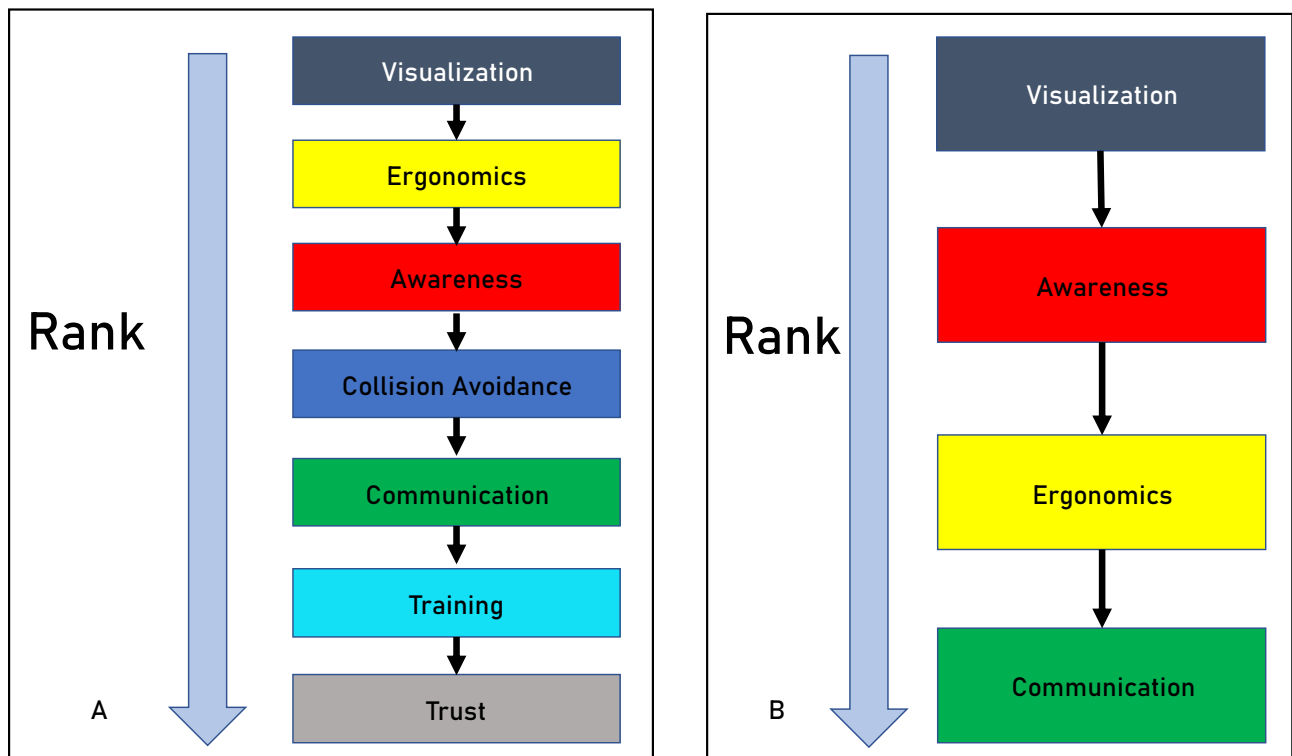 Visualization
Ergonomics
Awareness
Rank
Collision Avoidance
Communication
Training
A
Trust
Visualization
Awareness
Rank
Ergonomics
Communication
B